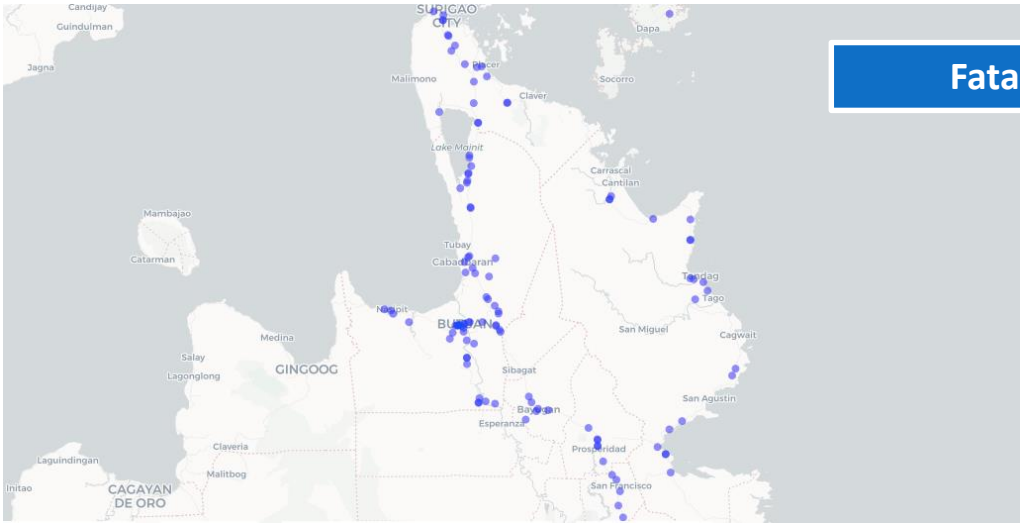 Candijay
Guindulman
SURIGAO
CITY
Dapa
Jagna
Placer
Malimono
Socorro
Claver
Lake Mainit
Carrascal
Cantilan
Mambajao
Tubay
Catarman
Cabadbaran
Tandag
Nasipit
Tago
BUTUAN
San Miguel
Cagwait
Medina
Salay
GINGOOG
Lagonglong
Sibagat
San Agustin
Bayugan
Esperanza
Claveria
Prosperidad
Laguindingan
Malitbog
Initao
CAGAYAN
DE ORO
San Francisco
Fata